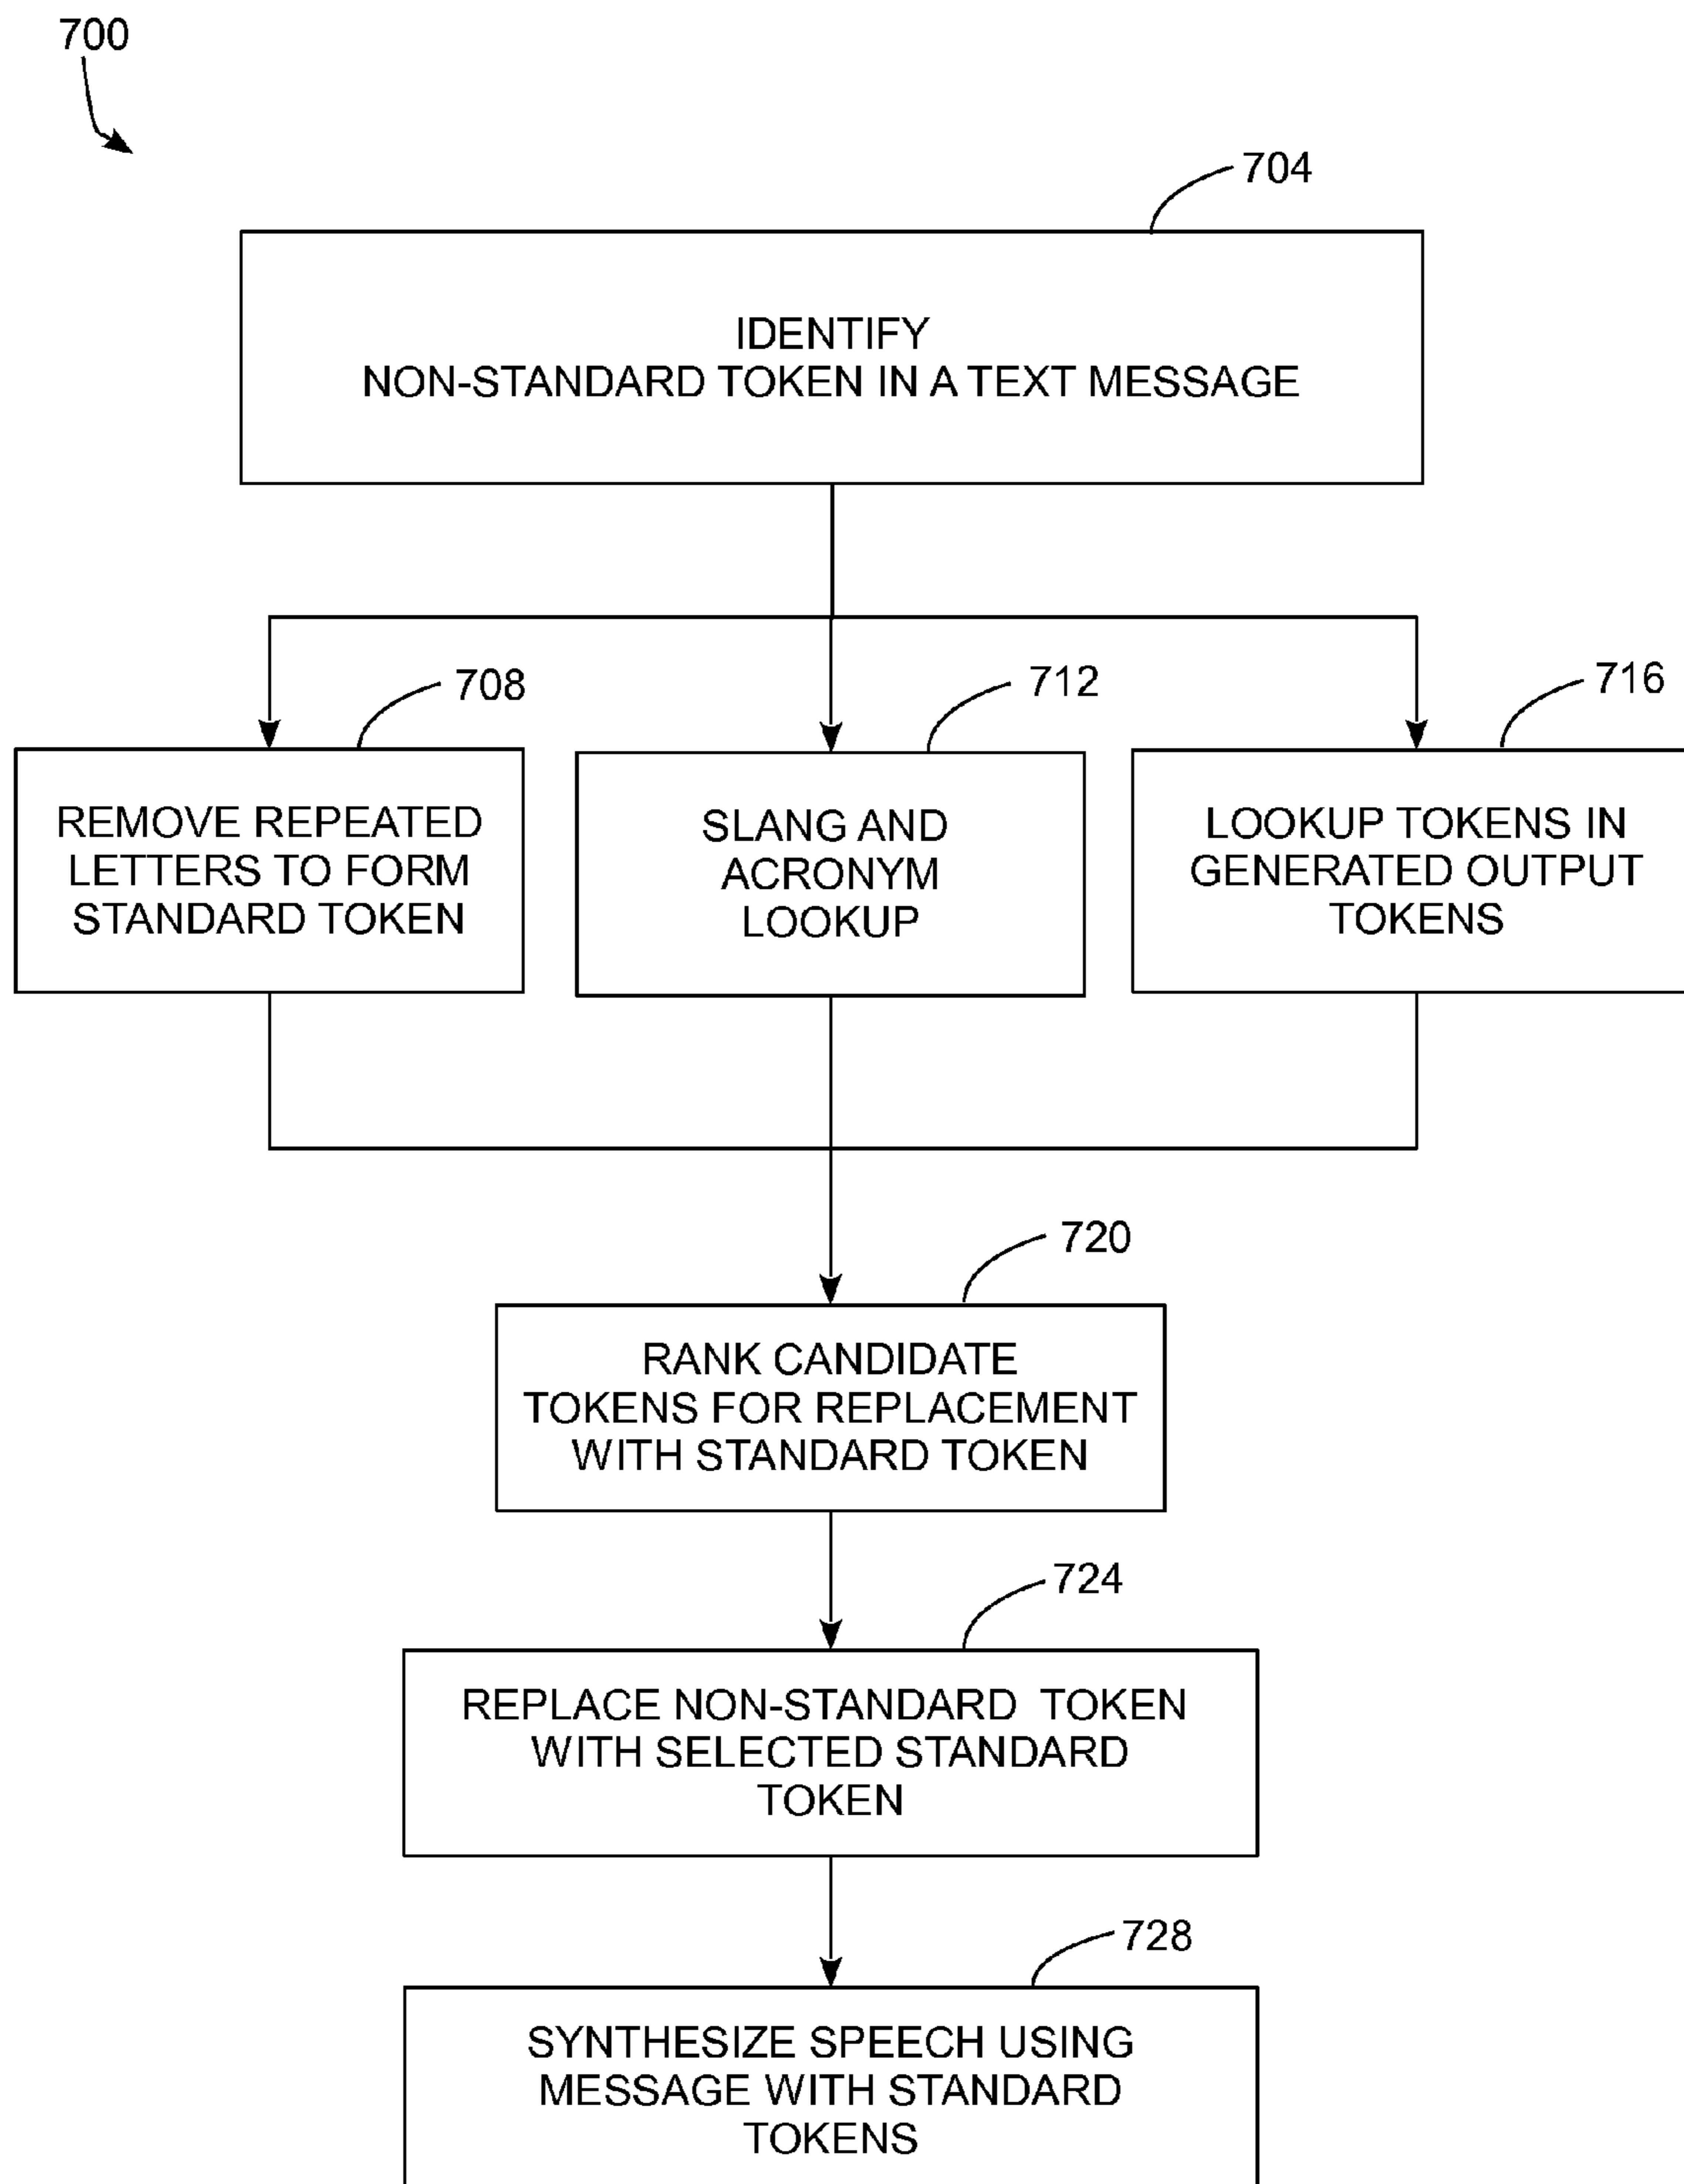 700
704
IDENTIFY
NON-STANDARD TOKEN IN A TEXT MESSAGE
708
712
716
REMOVE REPEATED
LETTERS TO FORM
STANDARD TOKEN
SLANG AND
ACRONYM
LOOKUP
LOOKUP TOKENS IN
GENERATED OUTPUT
TOKENS
720
RANK CANDIDATE
TOKENS FOR REPLACEMENT
WITH STANDARD TOKEN
724
REPLACE NON-STANDARD TOKEN
WITH SELECTED STANDARD
TOKEN
728
SYNTHESIZE SPEECH USING
MESSAGE WITH STANDARD
TOKENS